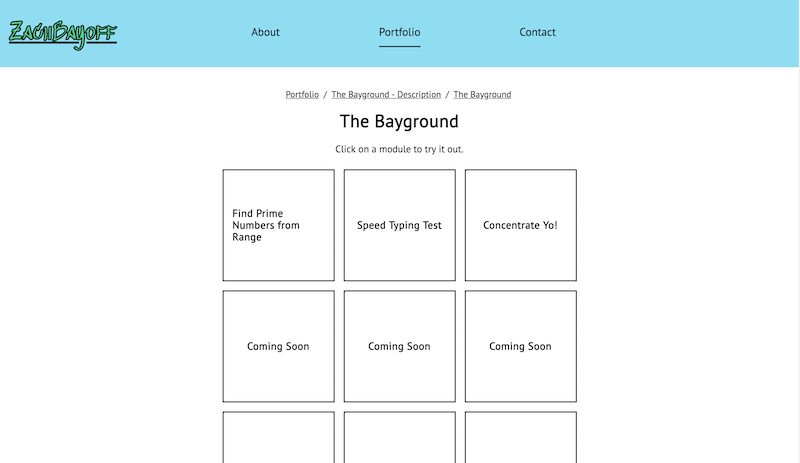 ZachBayoff
About
Portfolio
Contact
Portfolio / The Bayground - Description / The Bayground
The Bayground
Click on a module to try it out.
Find Prime
Numbers from
Range
Speed Typing Test
Concentrate Yo!
Coming Soon
Coming Soon
Coming Soon